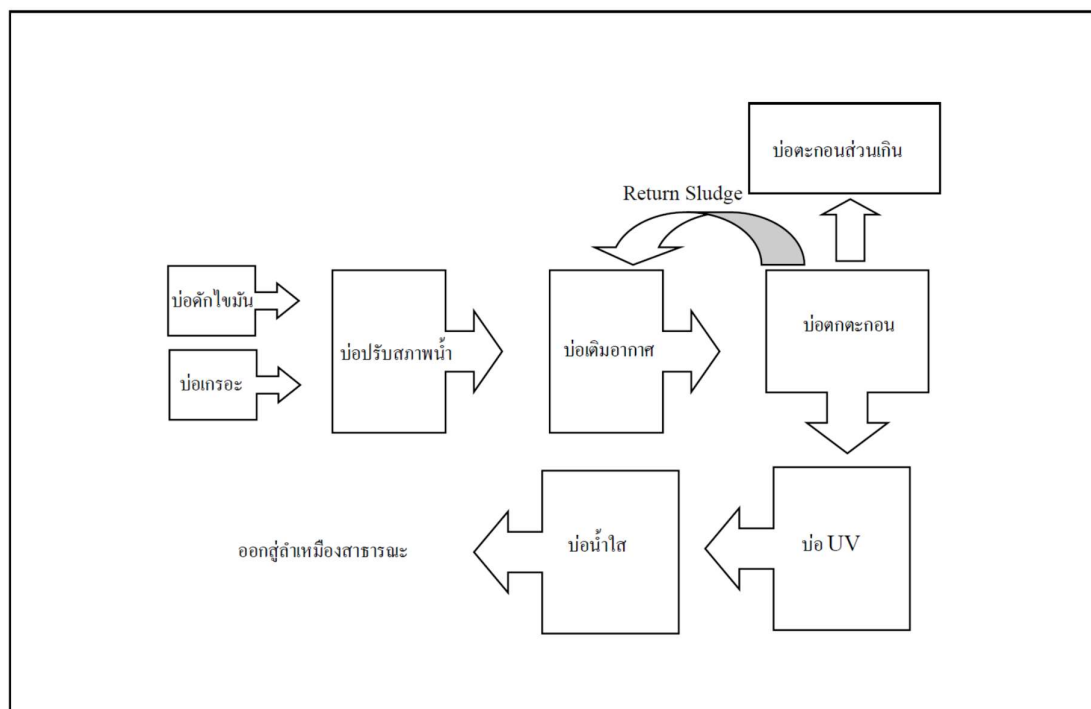 บ่อตะกอนส่วนเกิน
Return Sludge
บ่อดักไขมัน
บ่อเกรอะ
บ่อปรับสภาพน้ำ
บ่อเติมอากาศ
บ่อตกตะกอน
ออกสู่ลำเหมืองสาธารณะ
บ่อน้ำใส
บ่อ UV